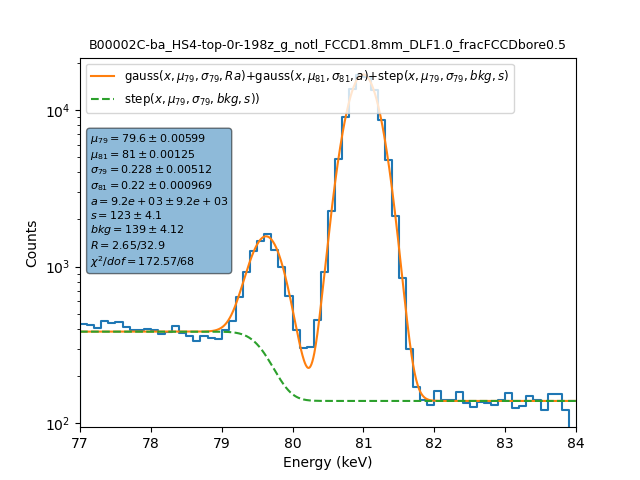 B00002C-ba_HS4-top-0r-198z_g_notl_FCCD1.8mm_DLF1.0_fracFCCDbore0.5
gauss(x, μ79, σ79, Ra)+gauss(x, μ81, σ81, a)+step(x, μ79, σ79, bkg, s)
step(x, μ79, σ79, bkg, s))
μ79 = 79.6 ± 0.00599
μ81 = 81 ± 0.00125
σ79 = 0.228 ± 0.00512
σ81 = 0.22 ± 0.000969
a = 9.2e + 03 ± 9.2e + 03
s = 123 ± 4.1
bkg = 139 ± 4.12
R = 2.65/32.9
χ²/dof = 172.57/68
Counts
10⁴
10³
10²
77 78 79 80 81 82 83 84
Energy (keV)